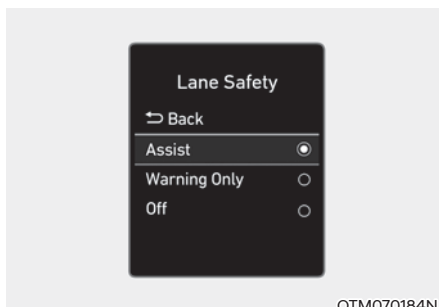 Lane Safety
Back
Assist
Warning Only
Off
OTM070184N